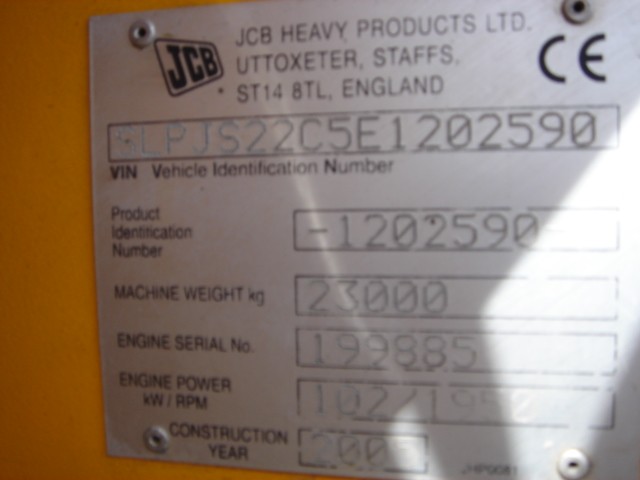 JCB
JCB HEAVY PRODUCTS LTD.
UTTOXETER, STAFFS,
ST14 8TL, ENGLAND
CE
SLPJS22C5E1202590
VIN Vehicle Identification Number
Product
Identification
Number
-1202590-
MACHINE WEIGHT kg
23000
ENGINE SERIAL No.
199885
ENGINE POWER
kW / RPM
CONSTRUCTION
YEAR